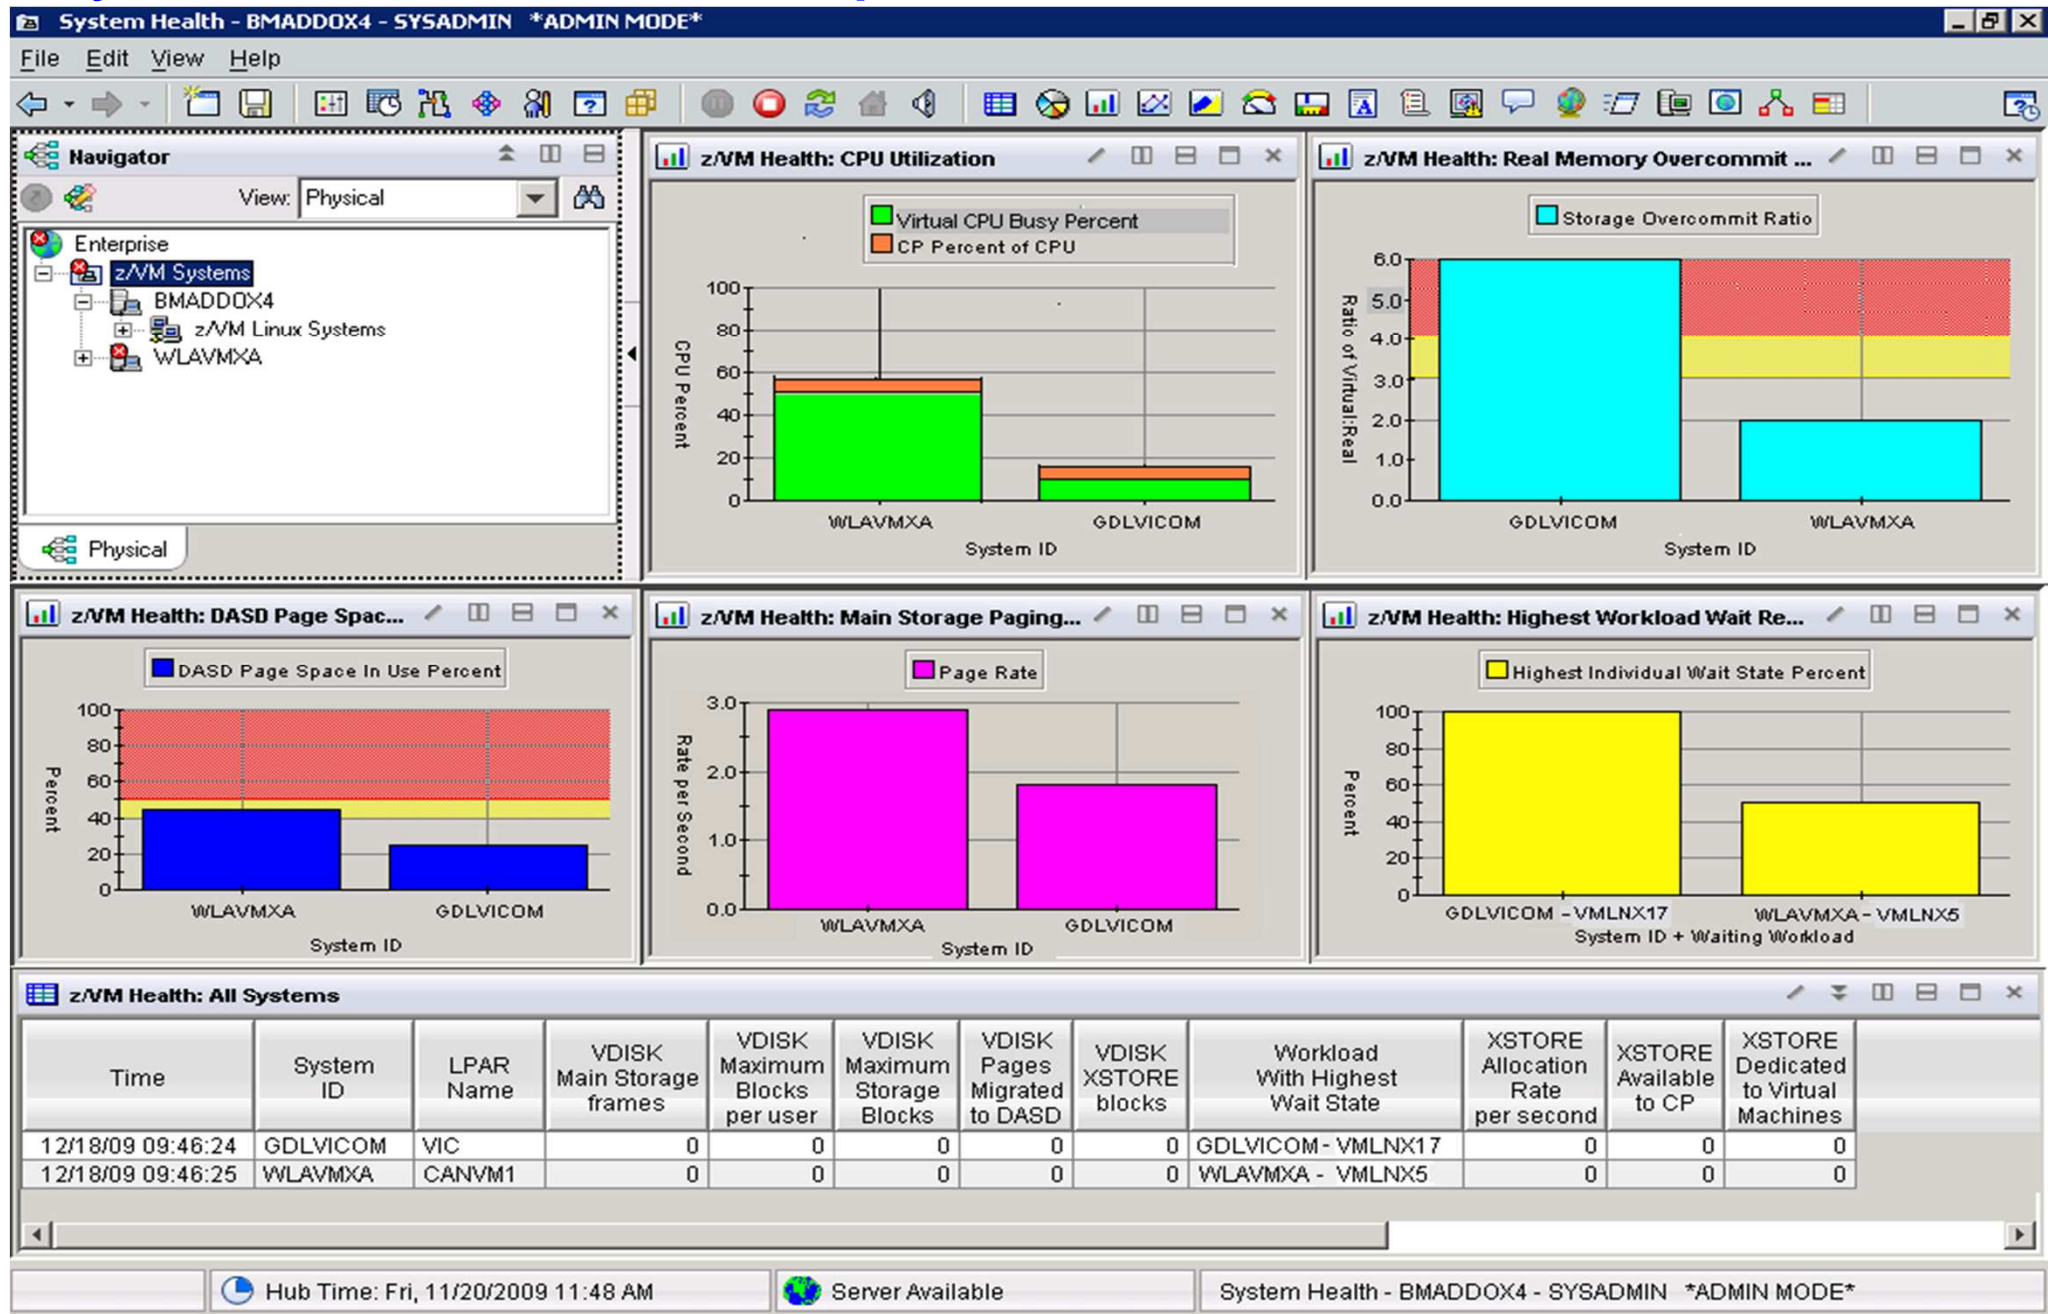 System Health - BMADDOX4 - SYSADMIN *ADMIN MODE*
File Edit View Help
Navigator
View: Physical
Enterprise
z/VM Systems
BMADDOX4
z/VM Linux Systems
WLAVMXA
Physical
z/VM Health: CPU Utilization
Virtual CPU Busy Percent
CP Percent of CPU
100
80
60
40
20
0
CPU Percent
WLAVMXA GDLVICOM
System ID
z/VM Health: Real Memory Overcommit ...
Storage Overcommit Ratio
6.0
5.0
4.0
3.0
2.0
1.0
0.0
Ratio of Virtual:Real
GDLVICOM WLAVMXA
System ID
z/VM Health: DASD Page Spac...
DASD Page Space In Use Percent
100
80
60
40
20
0
Percent
WLAVMXA GDLVICOM
System ID
z/VM Health: Main Storage Paging...
Page Rate
3.0
2.0
1.0
0.0
Rate per Second
WLAVMXA GDLVICOM
System ID
z/VM Health: Highest Workload Wait Re...
Highest Individual Wait State Percent
100
80
60
40
20
0
Percent
GDLVICOM - VMLNX17 WLAVMXA - VMLNX5
System ID + Waiting Workload
z/VM Health: All Systems
Time
System
ID
LPAR
Name
VDISK
Main Storage
frames
VDISK
Maximum
Blocks
per user
VDISK
Maximum
Storage
Blocks
VDISK
Pages
Migrated
to DASD
VDISK
XSTORE
blocks
Workload
With Highest
Wait State
XSTORE
Allocation
Rate
per second
XSTORE
Available
to CP
XSTORE
Dedicated
to Virtual
Machines
12/18/09 09:46:24 GDLVICOM VIC 0 0 0 0 0 GDLVICOM - VMLNX17 0 0 0
12/18/09 09:46:25 WLAVMXA CANVM1 0 0 0 0 0 WLAVMXA - VMLNX5 0 0 0
Hub Time: Fri, 11/20/2009 11:48 AM
Server Available
System Health - BMADDOX4 - SYSADMIN *ADMIN MODE*